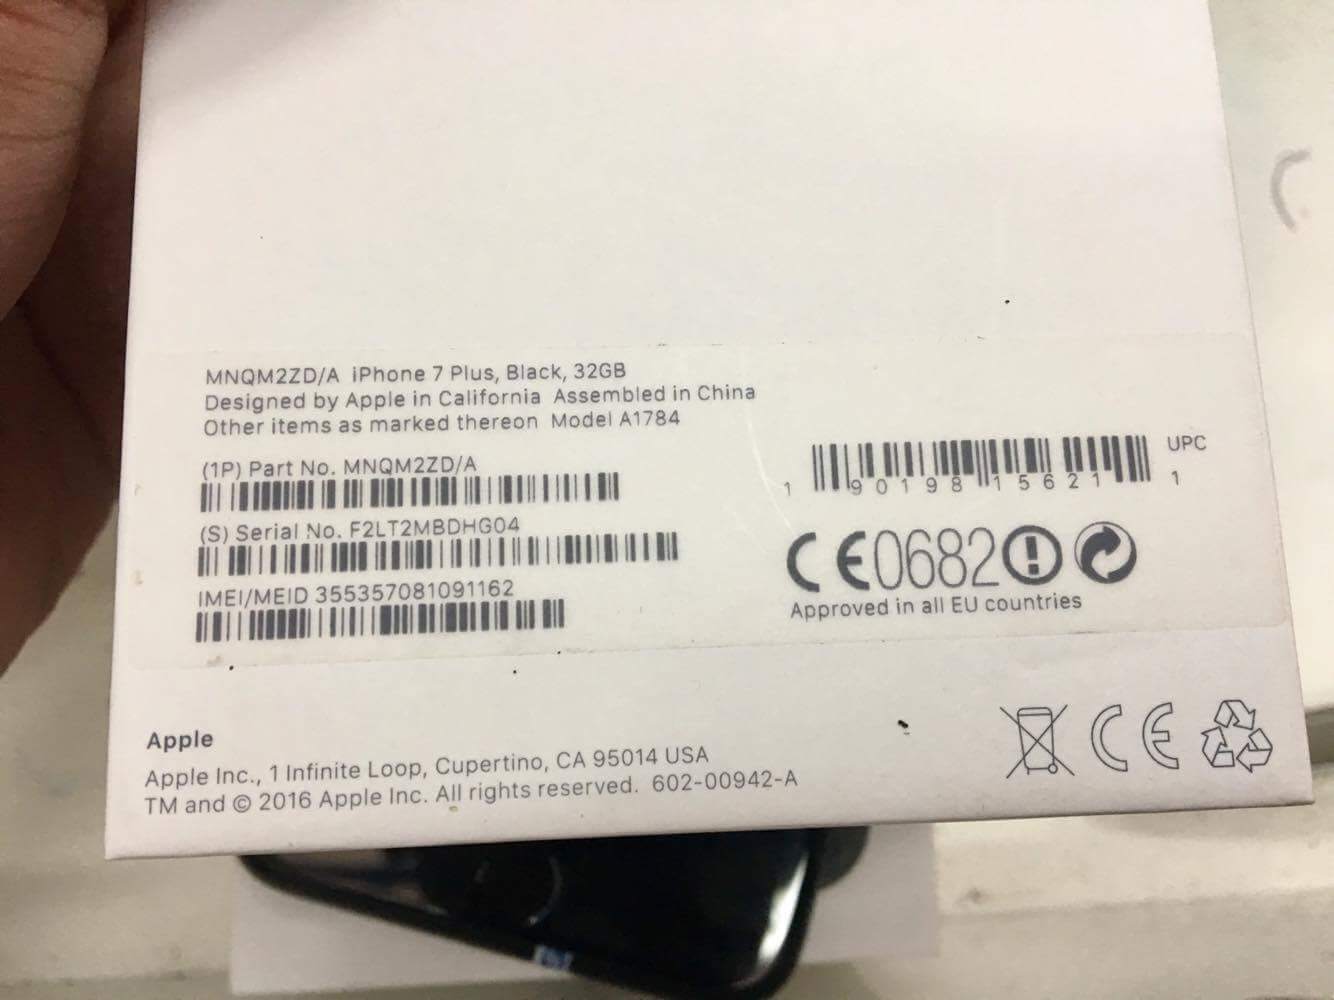 MNQM2ZD/A iPhone 7 Plus, Black, 32GB
Designed by Apple in California Assembled in China
Other items as marked thereon Model A1784
(1P) Part No. MNQM2ZD/A
(S) Serial No. F2LT2MBDHG04
IMEI/MEID 355357081091162
UPC
1 90198 15621 1
CE0682
Approved in all EU countries
Apple
Apple Inc., 1 Infinite Loop, Cupertino, CA 95014 USA
TM and © 2016 Apple Inc. All rights reserved. 602-00942-A
CE